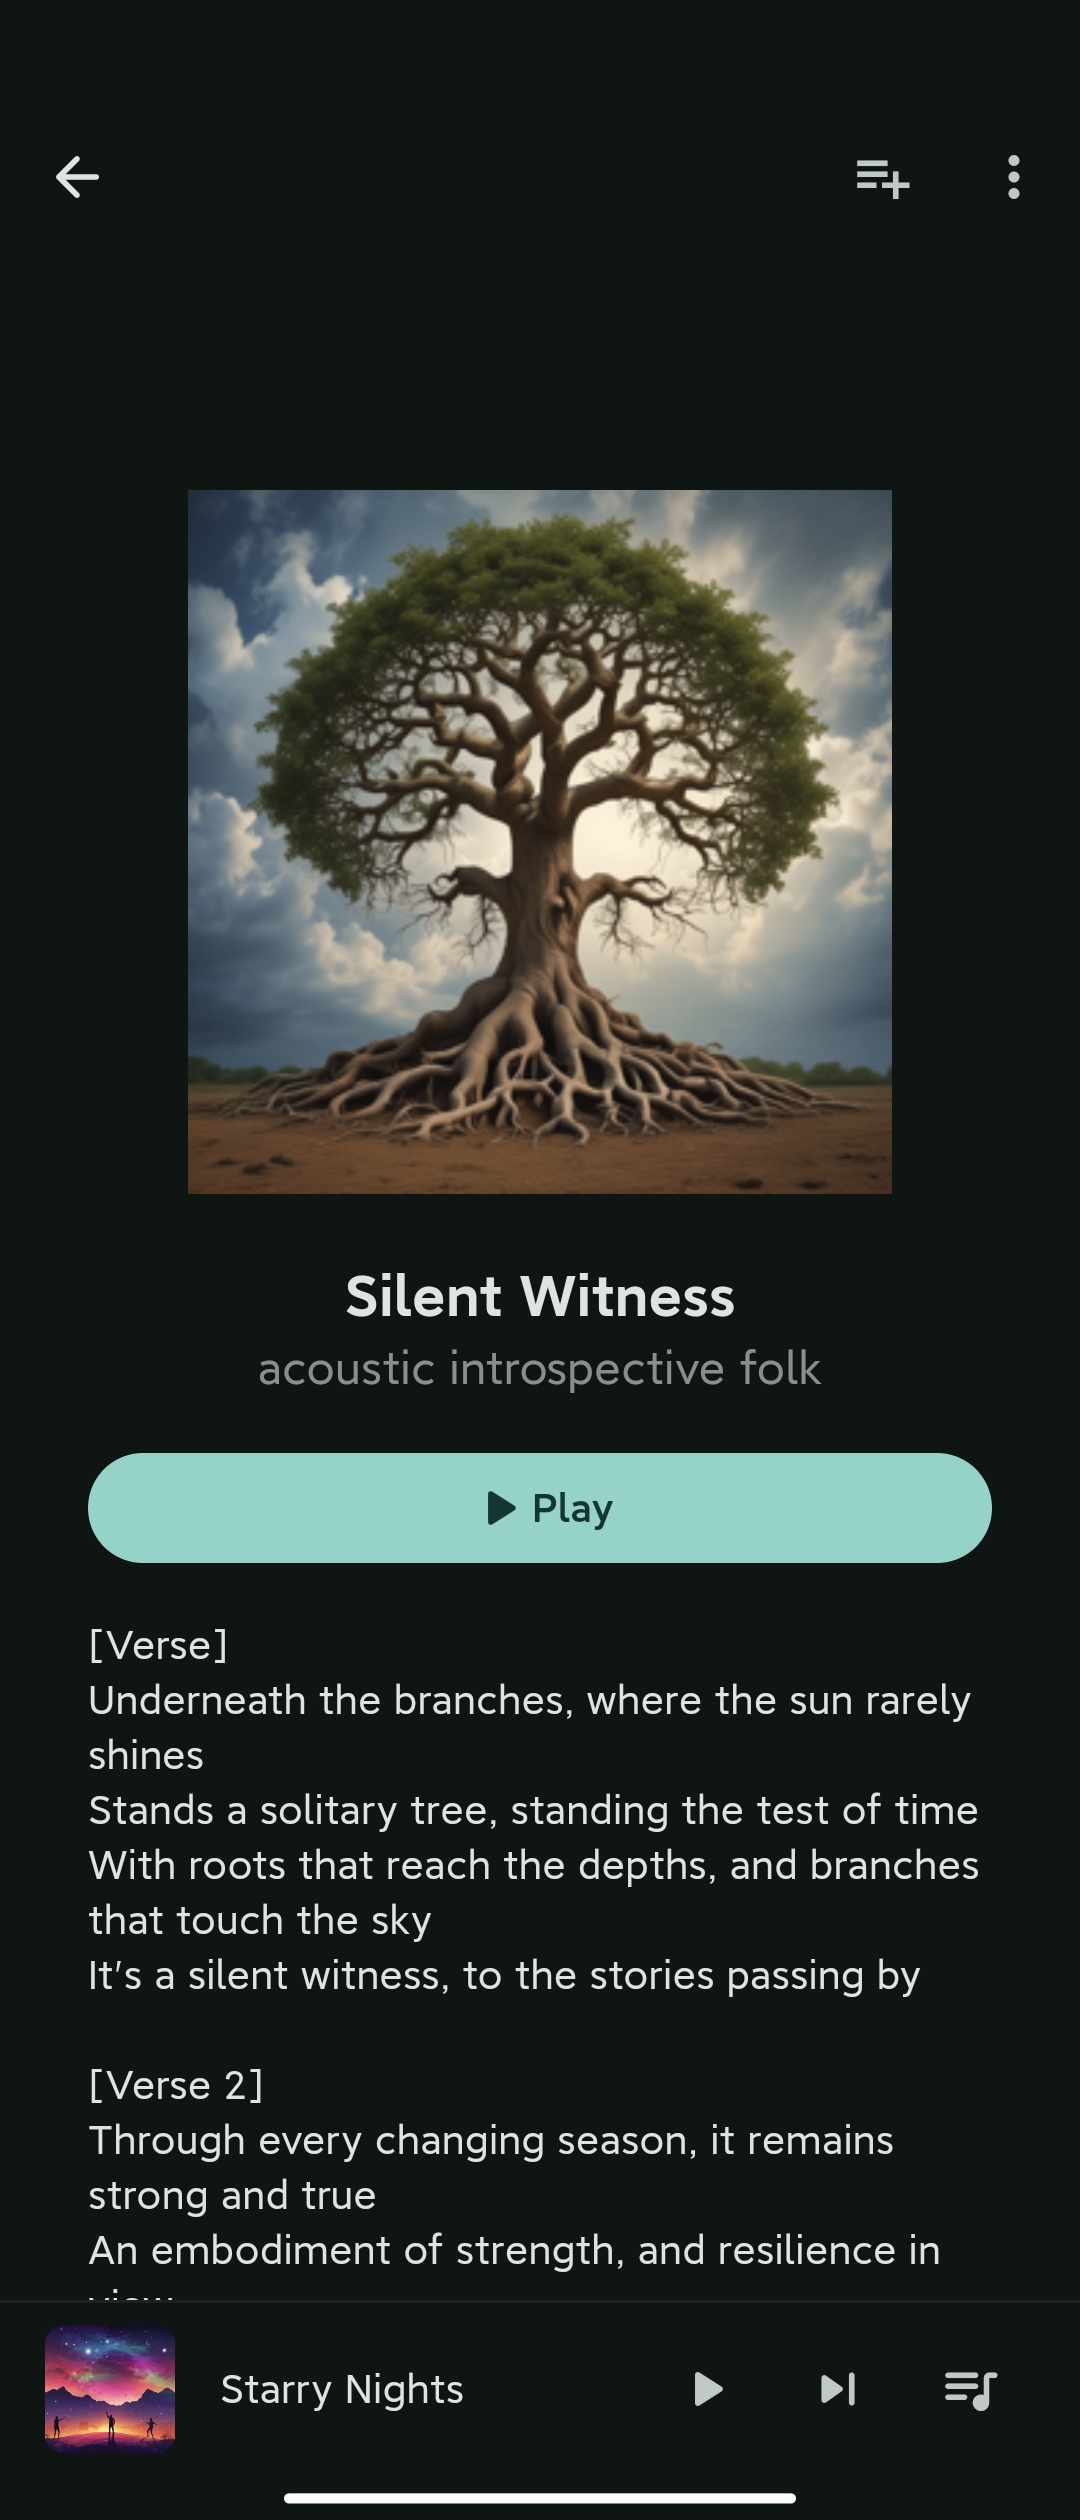 Silent Witness
acoustic introspective folk
Play
[Verse]
Underneath the branches, where the sun rarely
shines
Stands a solitary tree, standing the test of time
With roots that reach the depths, and branches
that touch the sky
It's a silent witness, to the stories passing by
[Verse 2]
Through every changing season, it remains
strong and true
An embodiment of strength, and resilience in
view
Starry Nights